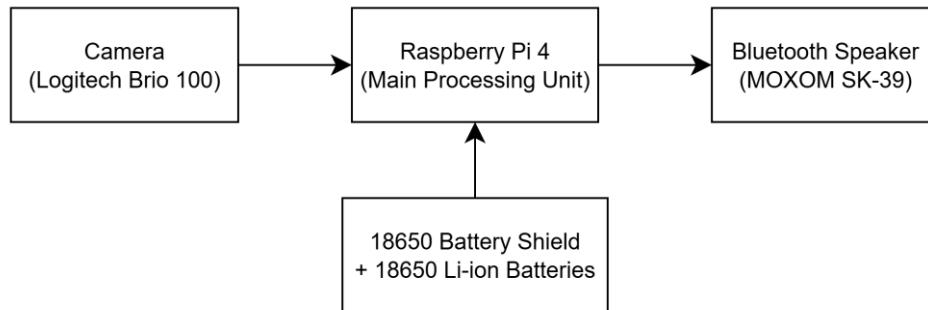 Camera
(Logitech Brio 100)
Raspberry Pi 4
(Main Processing Unit)
Bluetooth Speaker
(MOXOM SK-39)
18650 Battery Shield
+ 18650 Li-ion Batteries